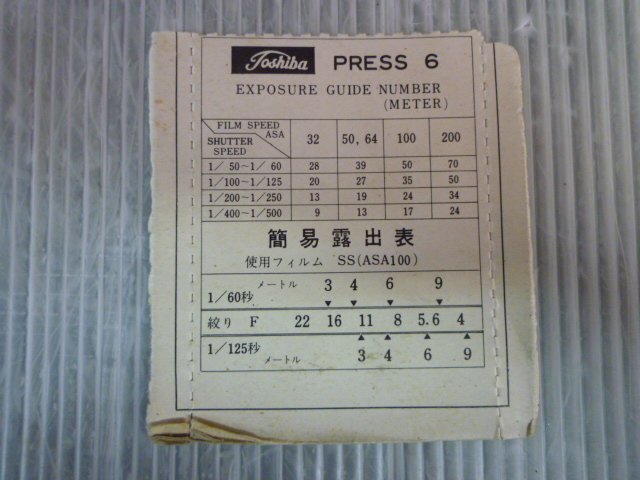 Toshiba PRESS 6
EXPOSURE GUIDE NUMBER
(METER)
FILM SPEED ASA 32 50, 64 100 200
SHUTTER SPEED
1/ 50~1/ 60 28 39 50 70
1/100~1/125 20 27 35 50
1/200~1/250 13 19 24 34
1/400~1/500 9 13 17 24
簡易露出表
使用フィルム SS(ASA100)
1/60秒 メートル 3 4 6 9
絞り F 22 16 11 8 5.6 4
1/125秒 メートル 3 4 6 9